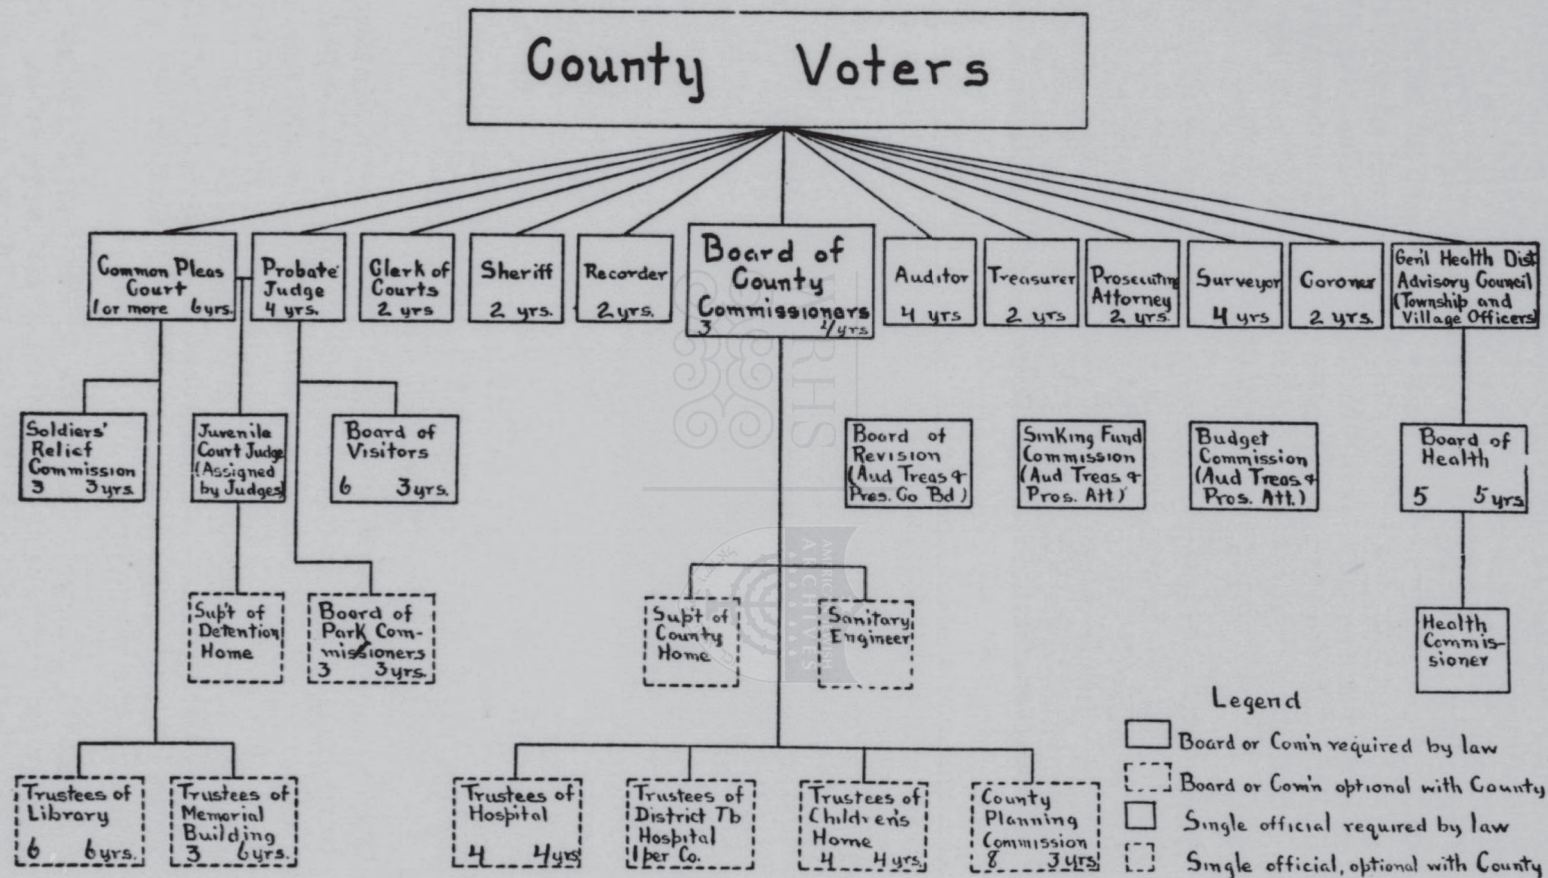 County Voters
Common Pleas
Court
1 or more 6 yrs.
Probate
Judge
4 yrs.
Clerk of
Courts
2 yrs
Sheriff
2 yrs.
Recorder
2 yrs.
Board of
County
Commissioners
3 4 yrs
Auditor
4 yrs
Treasurer
2 yrs
Prosecuting
Attorney
2 yrs.
Surveyor
4 yrs
Coroner
2 yrs.
Gen'l Health Dist
Advisory Council
(Township and
Village Officers)
Soldiers'
Relief
Commission
3 3 yrs.
Juvenile
Court Judge
(Assigned
by Judges)
Board of
Visitors
6 3 yrs.
Board of
Revision
(Aud Treas &
Pres. Co Bd)
Sinking Fund
Commission
(Aud Treas &
Pros. Att)
Budget
Commission
(Aud Treas &
Pros. Att.)
Board of
Health
5 5 yrs
Sup't of
Detention
Home
Board of
Park Com-
missioners
3 3 yrs.
Sup't of
County
Home
Sanitary
Engineer
Health
Commis-
sioner
Trustees of
Library
6 6 yrs.
Trustees of
Memorial
Building
3 6 yrs.
Trustees of
Hospital
4 4 yrs
Trustees of
District Tb
Hospital
1 per Co.
Trustees of
Children's
Home
4 4 yrs.
County
Planning
Commission
8 3 yrs
Legend
Board or Com'n required by law
Board or Com'n optional with County
Single official required by law
Single official, optional with County
WRHS
AMERICAN JEWISH
ARCHIVES